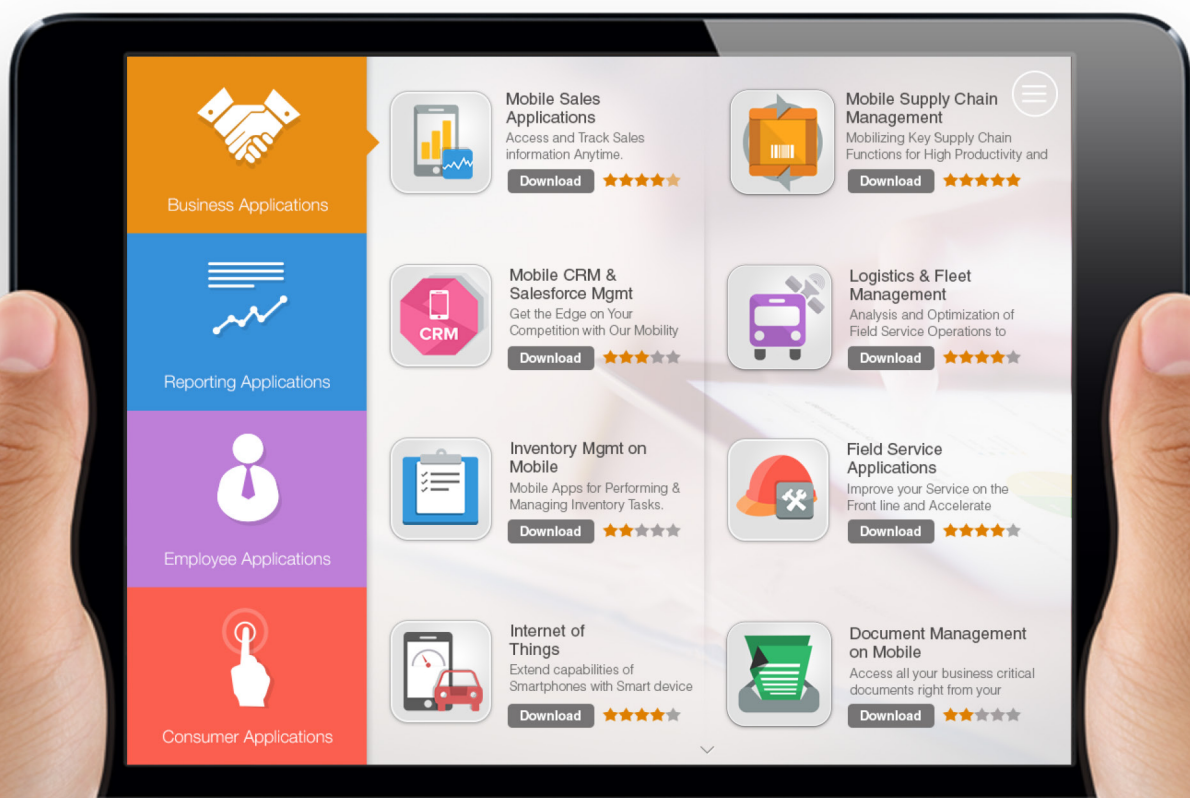 Business Applications
Reporting Applications
Employee Applications
Consumer Applications
Mobile Sales
Applications
Access and Track Sales
information Anytime.
Download
Mobile Supply Chain
Management
Mobilizing Key Supply Chain
Functions for High Productivity and
Download
CRM
Mobile CRM &
Salesforce Mgmt
Get the Edge on Your
Competition with Our Mobility
Download
Logistics & Fleet
Management
Analysis and Optimization of
Field Service Operations to
Download
Inventory Mgmt on
Mobile
Mobile Apps for Performing &
Managing Inventory Tasks.
Download
Field Service
Applications
Improve your Service on the
Front line and Accelerate
Download
Internet of
Things
Extend capabilities of
Smartphones with Smart device
Download
Document Management
on Mobile
Access all your business critical
documents right from your
Download